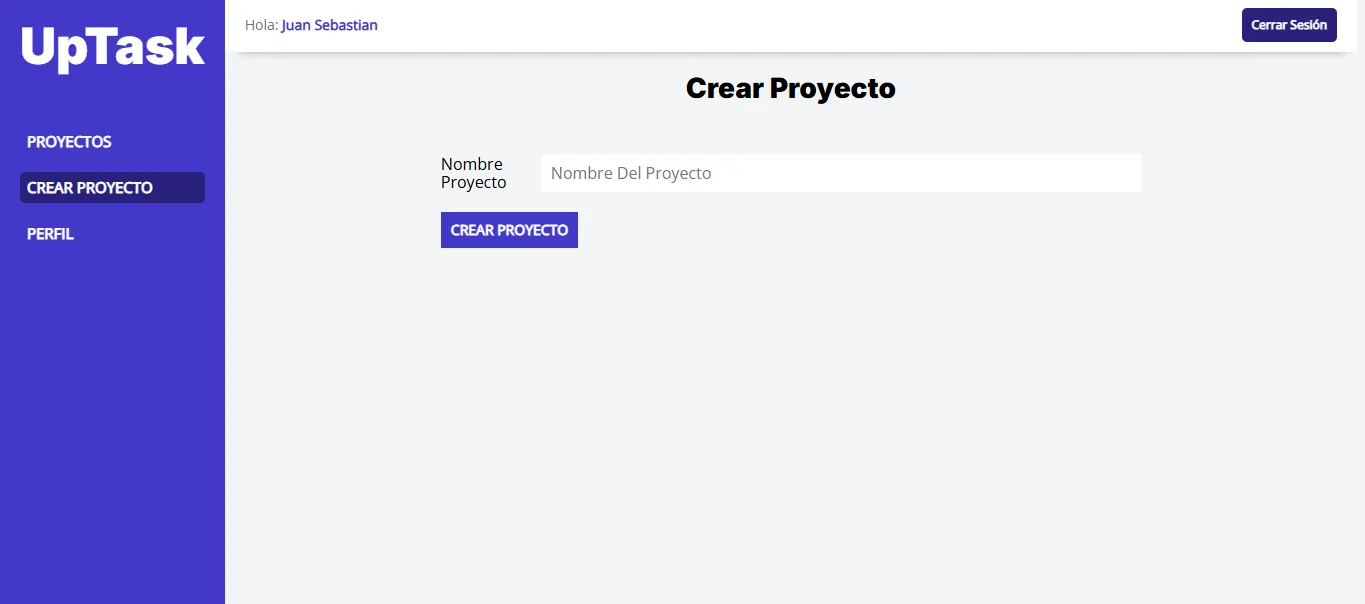 UpTask
PROYECTOS
CREAR PROYECTO
PERFIL
Hola: Juan Sebastian
Cerrar Sesión
Crear Proyecto
Nombre
Proyecto
Nombre Del Proyecto
CREAR PROYECTO